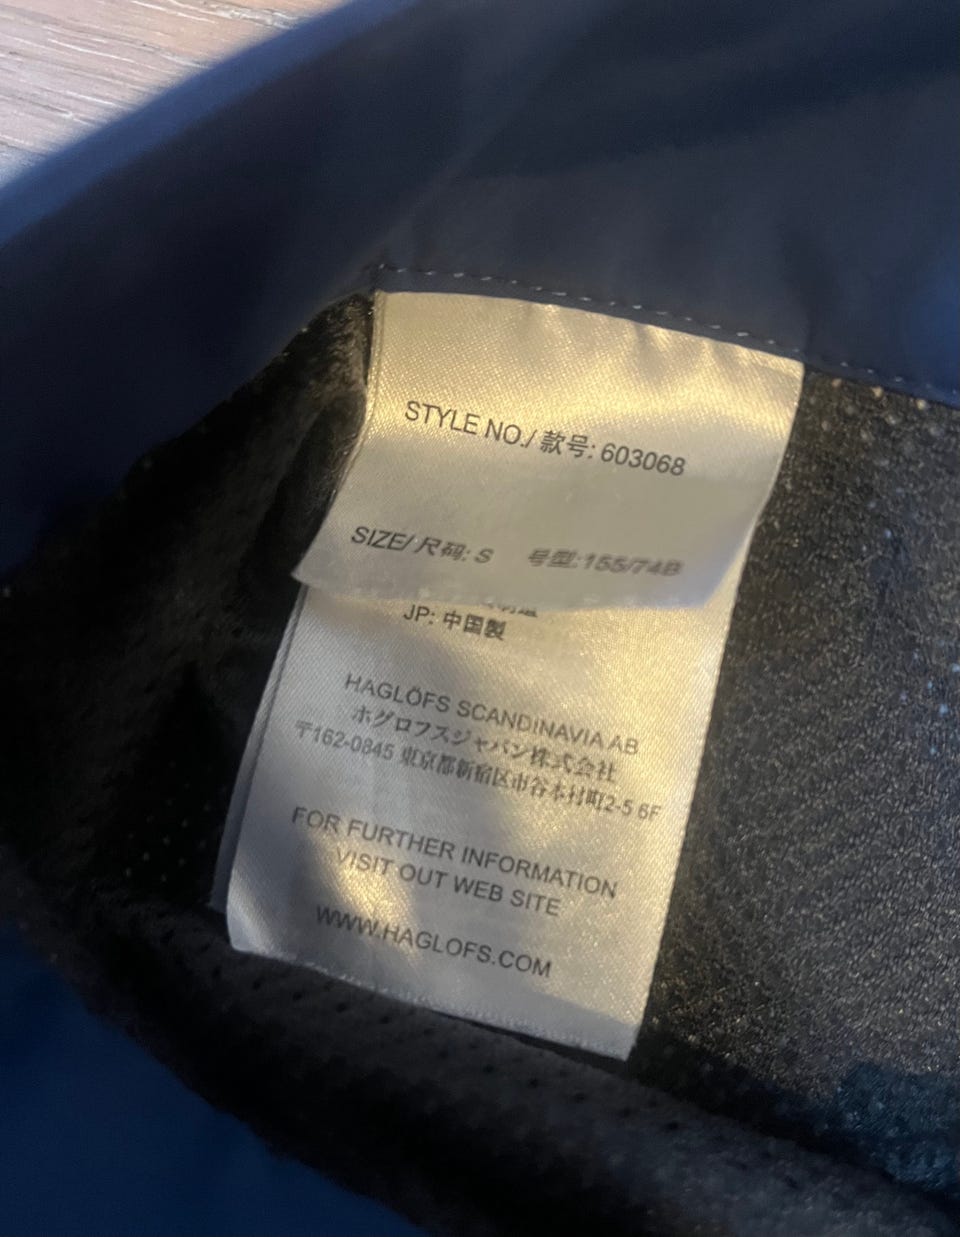 STYLE NO./ 款号: 603068
SIZE/ 尺码: S 号型:155/74B
JP: 中国製
HAGLÖFS SCANDINAVIA AB
ホグロフスジャパン株式会社
〒162-0845 東京都新宿区市谷本村町2-5 6F
FOR FURTHER INFORMATION
VISIT OUT WEB SITE
WWW.HAGLOFS.COM